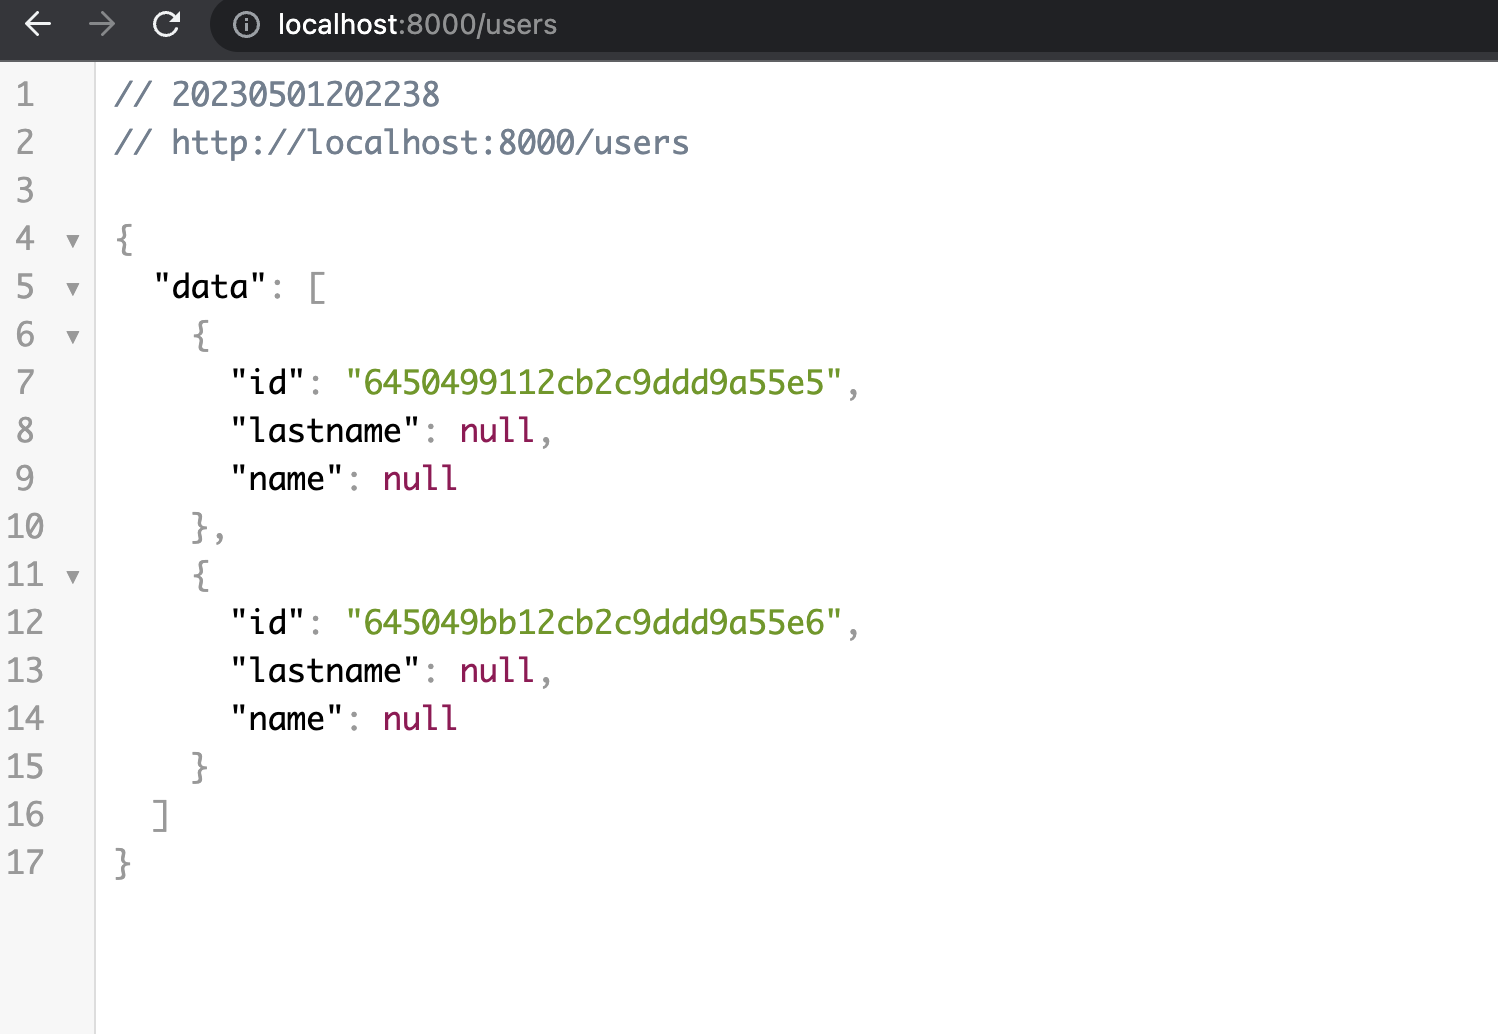 localhost:8000/users
1 // 20230501202238
2 // http://localhost:8000/users
3
4 ▼ {
5 ▼ "data": [
6 ▼ {
7 "id": "6450499112cb2c9ddd9a55e5",
8 "lastname": null,
9 "name": null
10 },
11 ▼ {
12 "id": "645049bb12cb2c9ddd9a55e6",
13 "lastname": null,
14 "name": null
15 }
16 ]
17 }